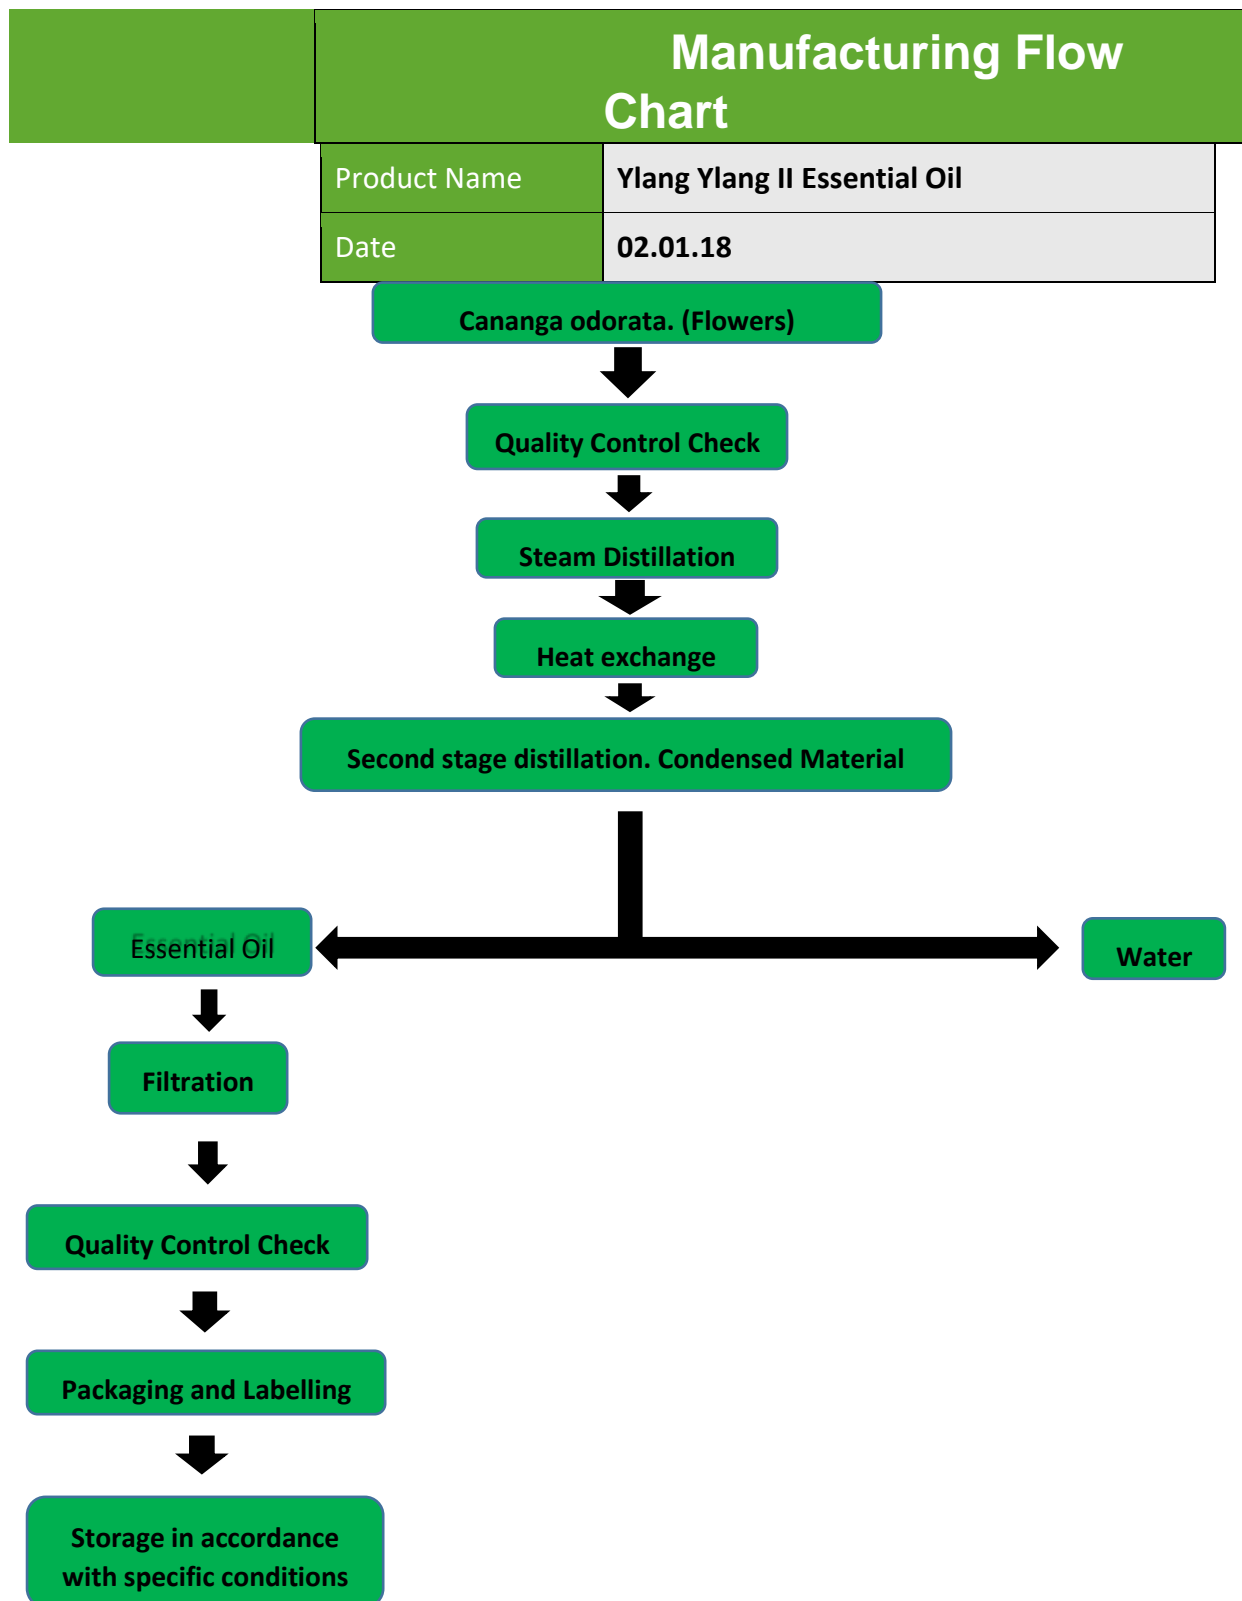 Manufacturing Flow
Chart
Product Name
Ylang Ylang II Essential Oil
Date
02.01.18
Cananga odorata. (Flowers)
Quality Control Check
Steam Distillation
Heat exchange
Second stage distillation. Condensed Material
Essential Oil
Water
Filtration
Quality Control Check
Packaging and Labelling
Storage in accordance
with specific conditions